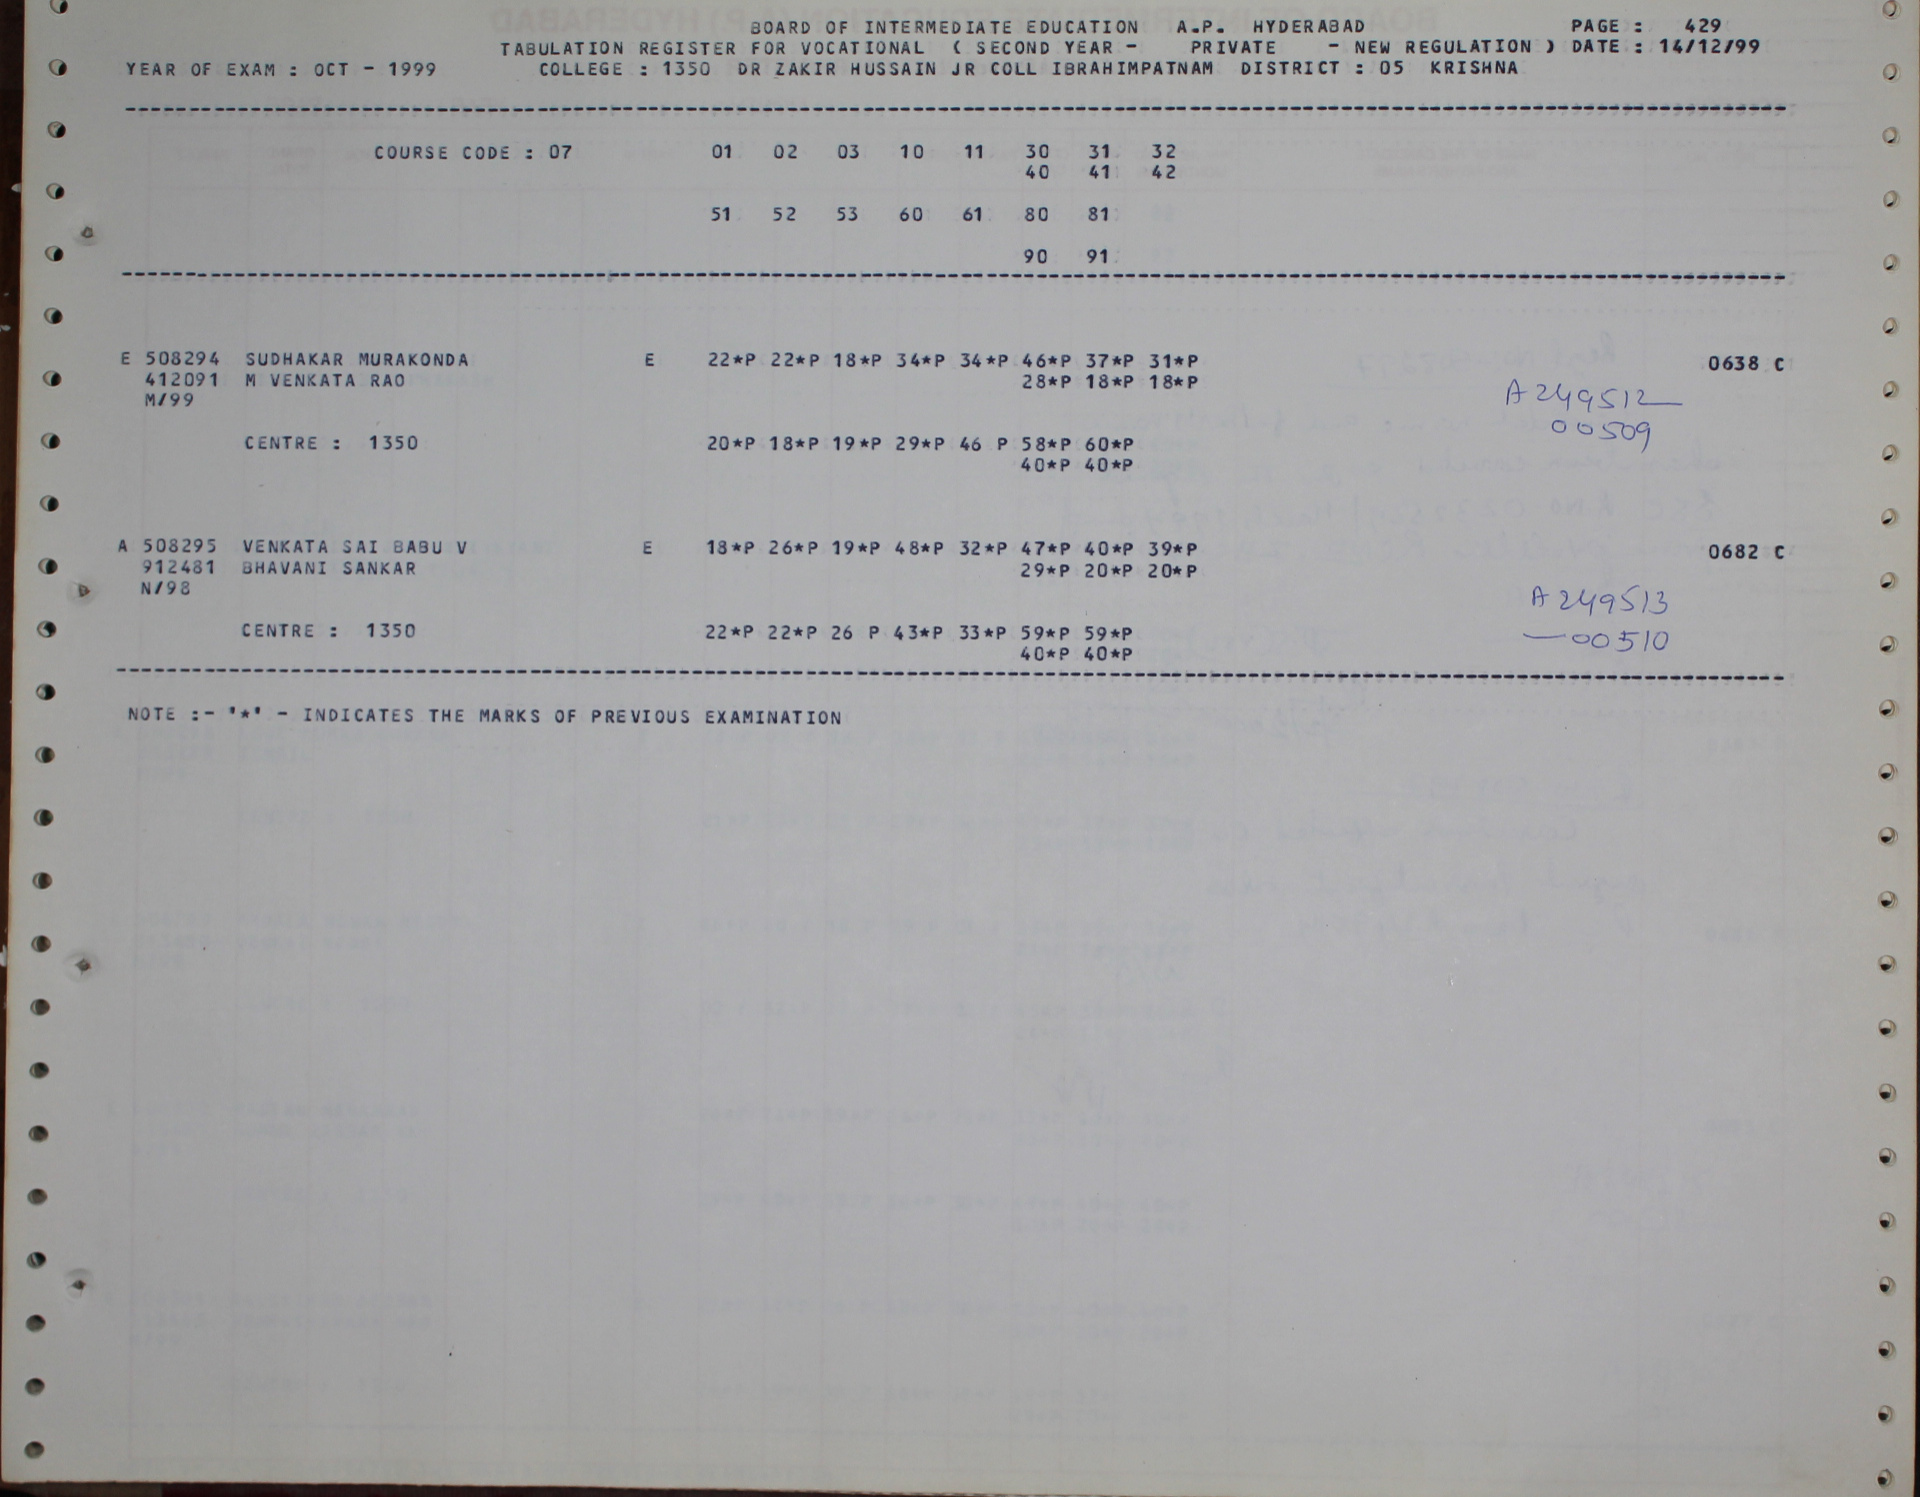 BOARD OF INTERMEDIATE EDUCATION A.P. HYDERABAD PAGE : 429
TABULATION REGISTER FOR VOCATIONAL ( SECOND YEAR - PRIVATE - NEW REGULATION ) DATE : 14/12/99
YEAR OF EXAM : OCT - 1999 COLLEGE : 1350 DR ZAKIR HUSSAIN JR COLL IBRAHIMPATNAM DISTRICT : 05 KRISHNA
COURSE CODE : 07 01 02 03 10 11 30 31 32
40 41 42
51 52 53 60 61 80 81
90 91
E 508294 SUDHAKAR MURAKONDA E 22*P 22*P 18*P 34*P 34*P 46*P 37*P 31*P 0638 C
412091 M VENKATA RAO 28*P 18*P 18*P
M/99
A249512
00509
CENTRE : 1350 20*P 18*P 19*P 29*P 46 P 58*P 60*P
40*P 40*P
A 508295 VENKATA SAI BABU V E 18*P 26*P 19*P 48*P 32*P 47*P 40*P 39*P 0682 C
912481 BHAVANI SANKAR 29*P 20*P 20*P
N/98
A249513
CENTRE : 1350 22*P 22*P 26 P 43*P 33*P 59*P 59*P
00510
40*P 40*P
NOTE :- '*' - INDICATES THE MARKS OF PREVIOUS EXAMINATION